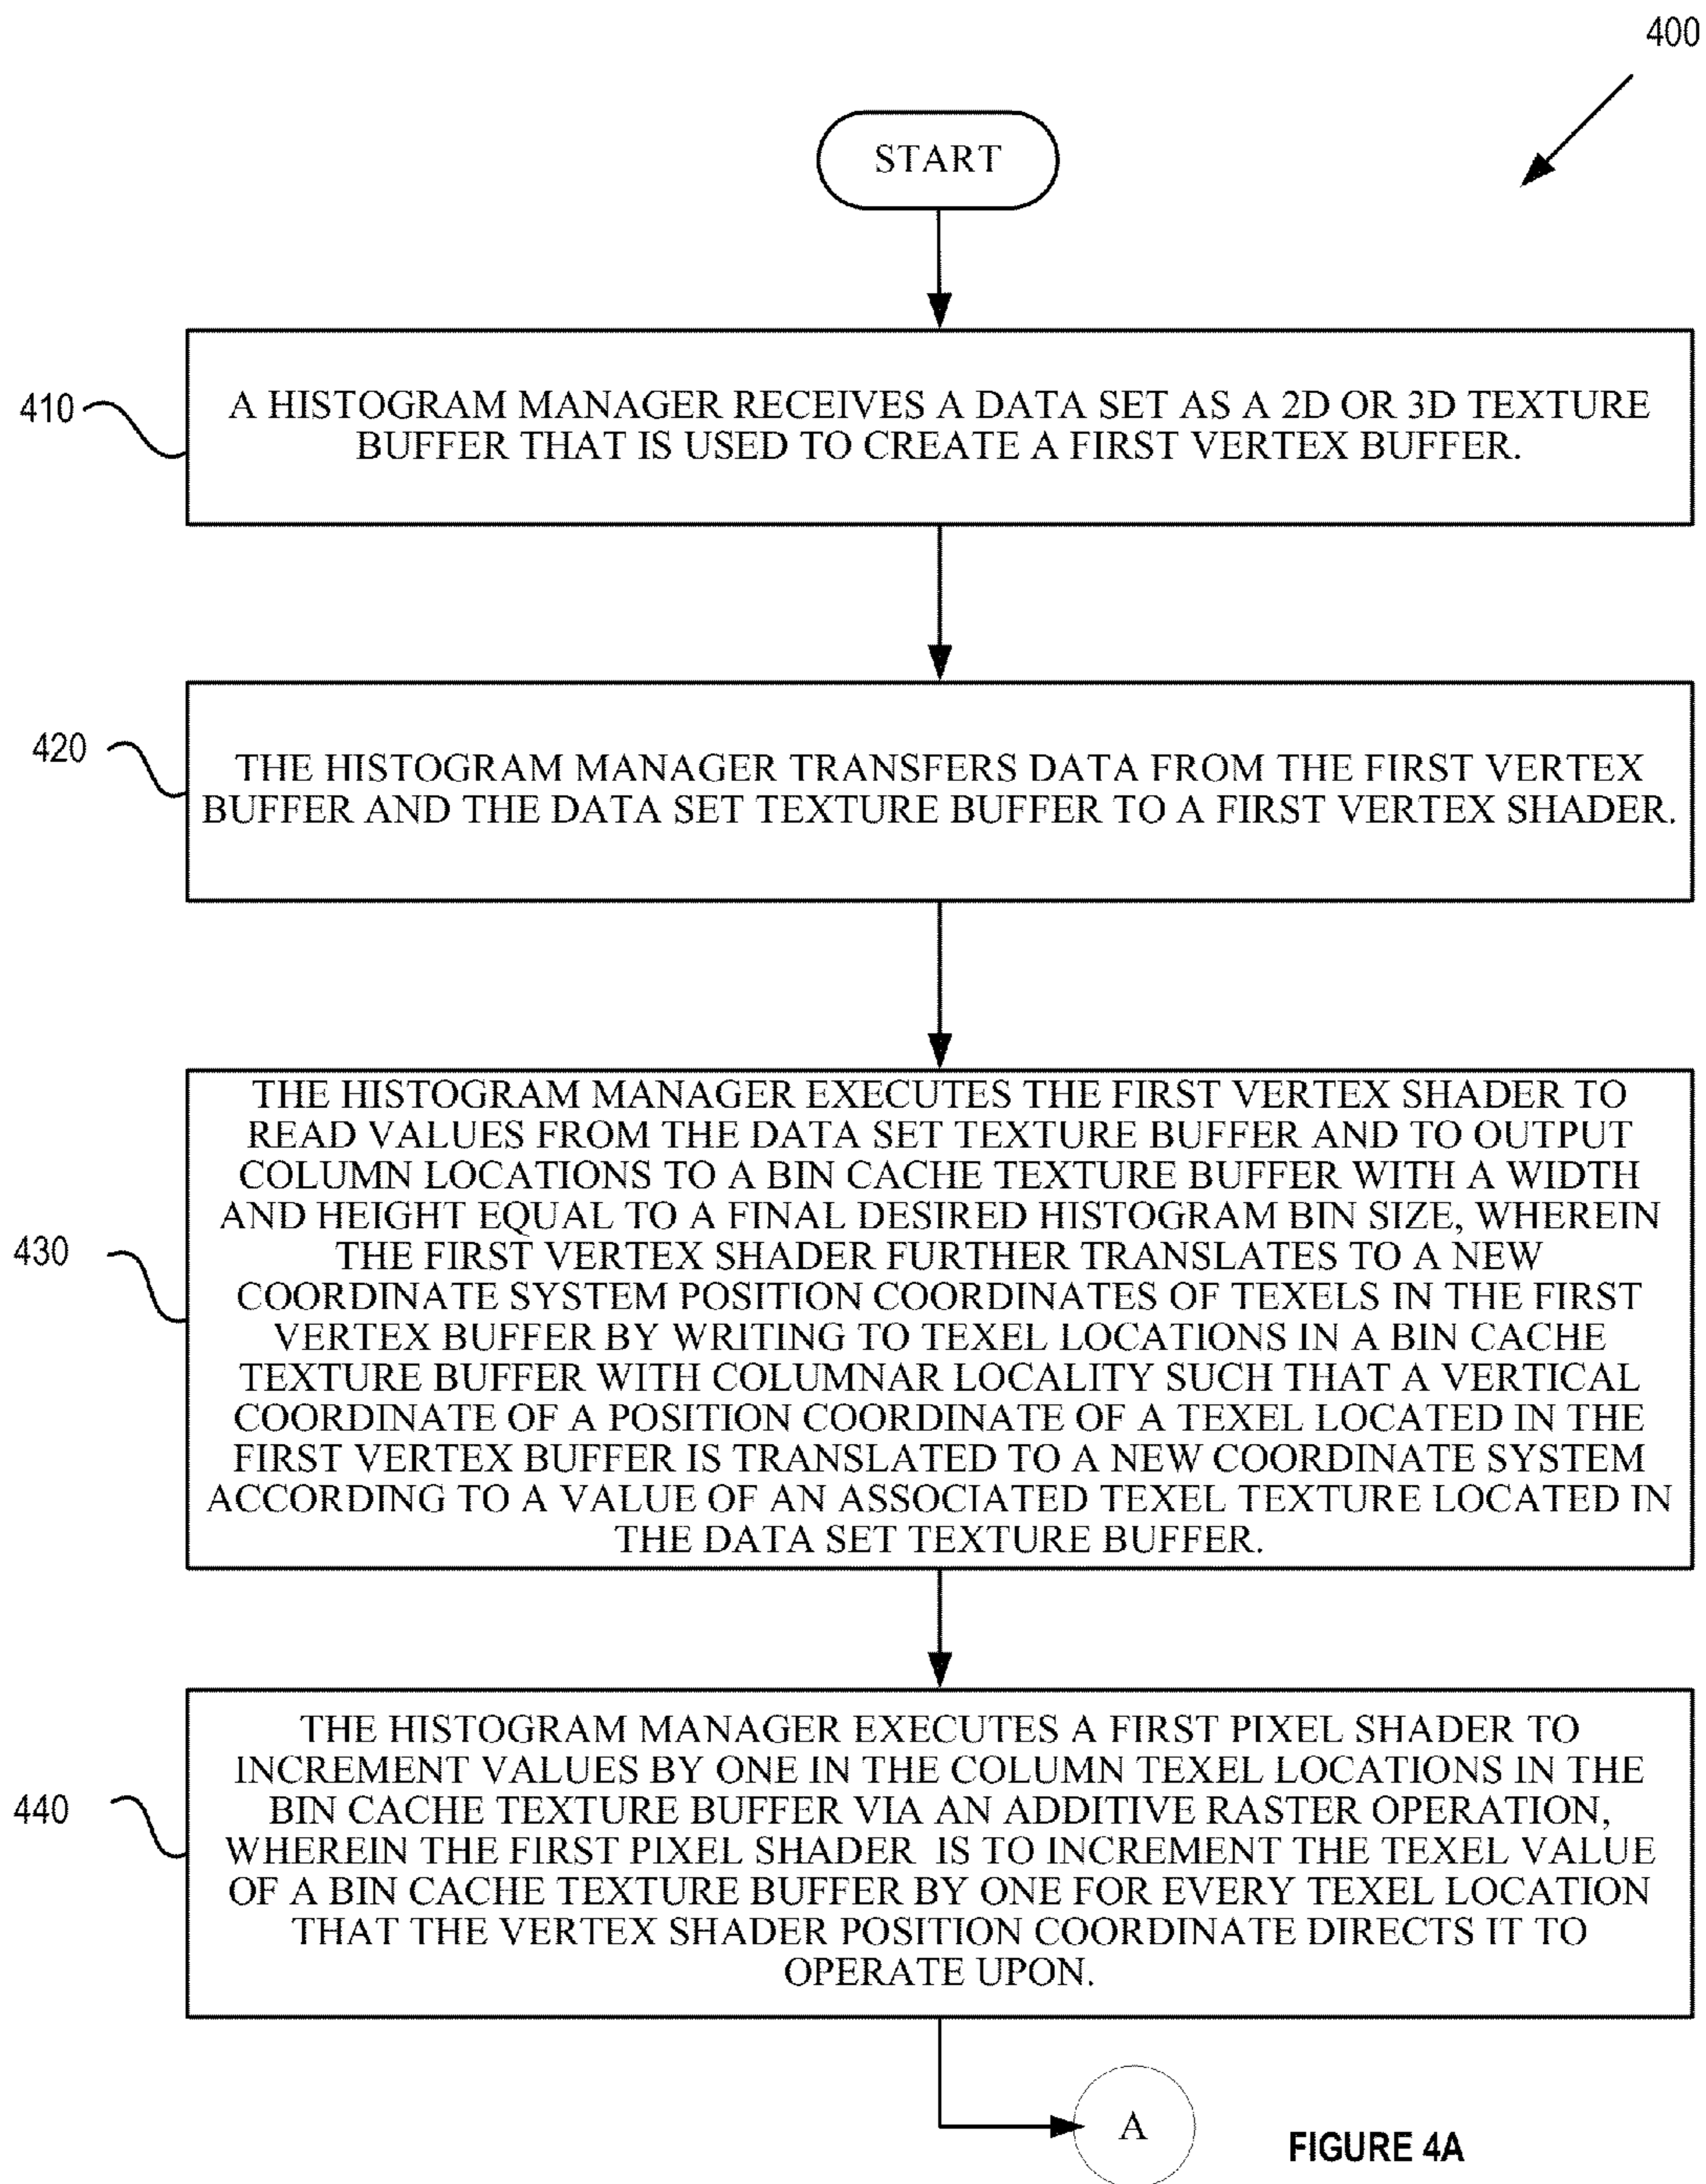 400
START
410
A HISTOGRAM MANAGER RECEIVES A DATA SET AS A 2D OR 3D TEXTURE
BUFFER THAT IS USED TO CREATE A FIRST VERTEX BUFFER.
420
THE HISTOGRAM MANAGER TRANSFERS DATA FROM THE FIRST VERTEX
BUFFER AND THE DATA SET TEXTURE BUFFER TO A FIRST VERTEX SHADER.
430
THE HISTOGRAM MANAGER EXECUTES THE FIRST VERTEX SHADER TO
READ VALUES FROM THE DATA SET TEXTURE BUFFER AND TO OUTPUT
COLUMN LOCATIONS TO A BIN CACHE TEXTURE BUFFER WITH A WIDTH
AND HEIGHT EQUAL TO A FINAL DESIRED HISTOGRAM BIN SIZE, WHEREIN
THE FIRST VERTEX SHADER FURTHER TRANSLATES TO A NEW
COORDINATE SYSTEM POSITION COORDINATES OF TEXELS IN THE FIRST
VERTEX BUFFER BY WRITING TO TEXEL LOCATIONS IN A BIN CACHE
TEXTURE BUFFER WITH COLUMNAR LOCALITY SUCH THAT A VERTICAL
COORDINATE OF A POSITION COORDINATE OF A TEXEL LOCATED IN THE
FIRST VERTEX BUFFER IS TRANSLATED TO A NEW COORDINATE SYSTEM
ACCORDING TO A VALUE OF AN ASSOCIATED TEXEL TEXTURE LOCATED IN
THE DATA SET TEXTURE BUFFER.
440
THE HISTOGRAM MANAGER EXECUTES A FIRST PIXEL SHADER TO
INCREMENT VALUES BY ONE IN THE COLUMN TEXEL LOCATIONS IN THE
BIN CACHE TEXTURE BUFFER VIA AN ADDITIVE RASTER OPERATION,
WHEREIN THE FIRST PIXEL SHADER IS TO INCREMENT THE TEXEL VALUE
OF A BIN CACHE TEXTURE BUFFER BY ONE FOR EVERY TEXEL LOCATION
THAT THE VERTEX SHADER POSITION COORDINATE DIRECTS IT TO
OPERATE UPON.
A
FIGURE 4A